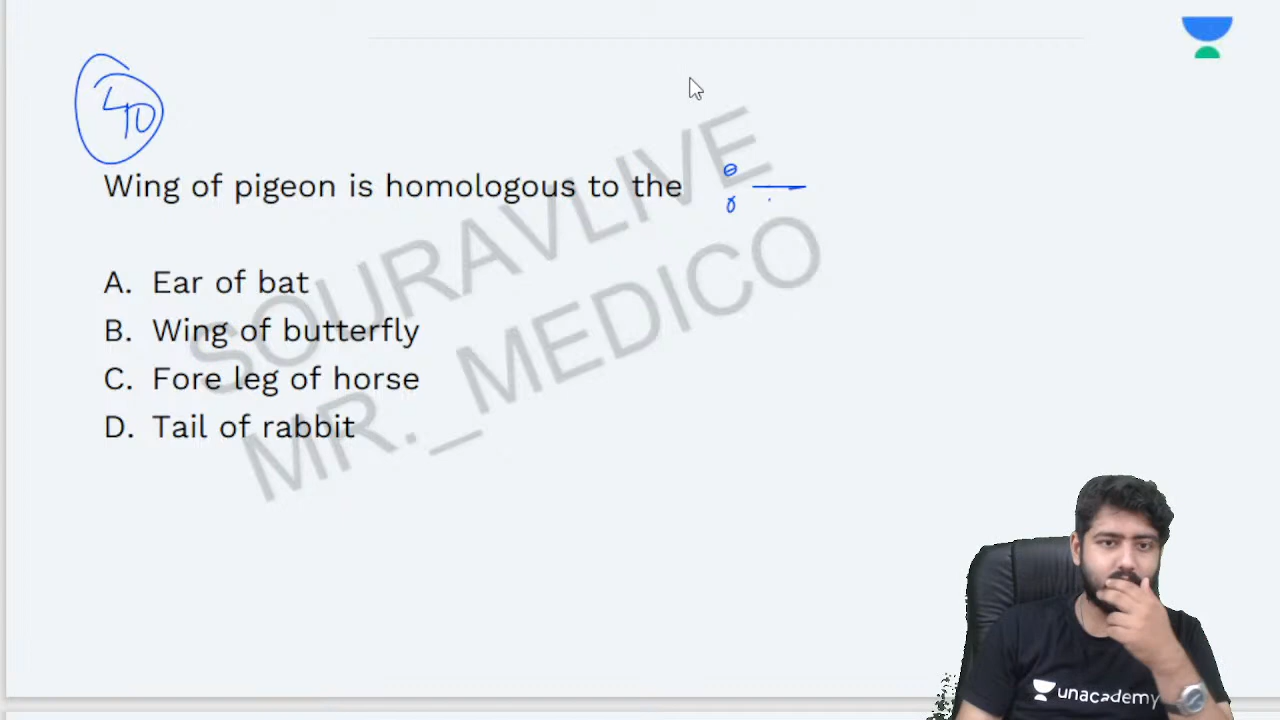 40
Wing of pigeon is homologous to the
A. Ear of bat
B. Wing of butterfly
C. Fore leg of horse
D. Tail of rabbit
SOURAVLIVE
MR._MEDICO
unacademy